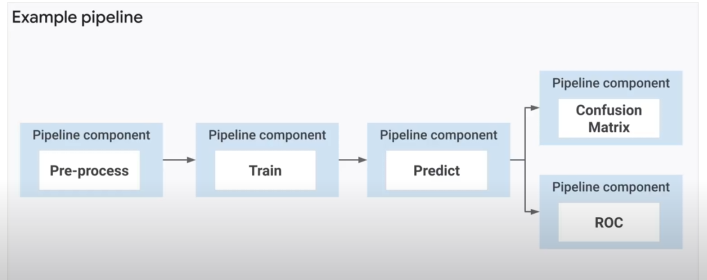 Example pipeline
Pipeline component
Pre-process
Pipeline component
Train
Pipeline component
Predict
Pipeline component
Confusion
Matrix
Pipeline component
ROC